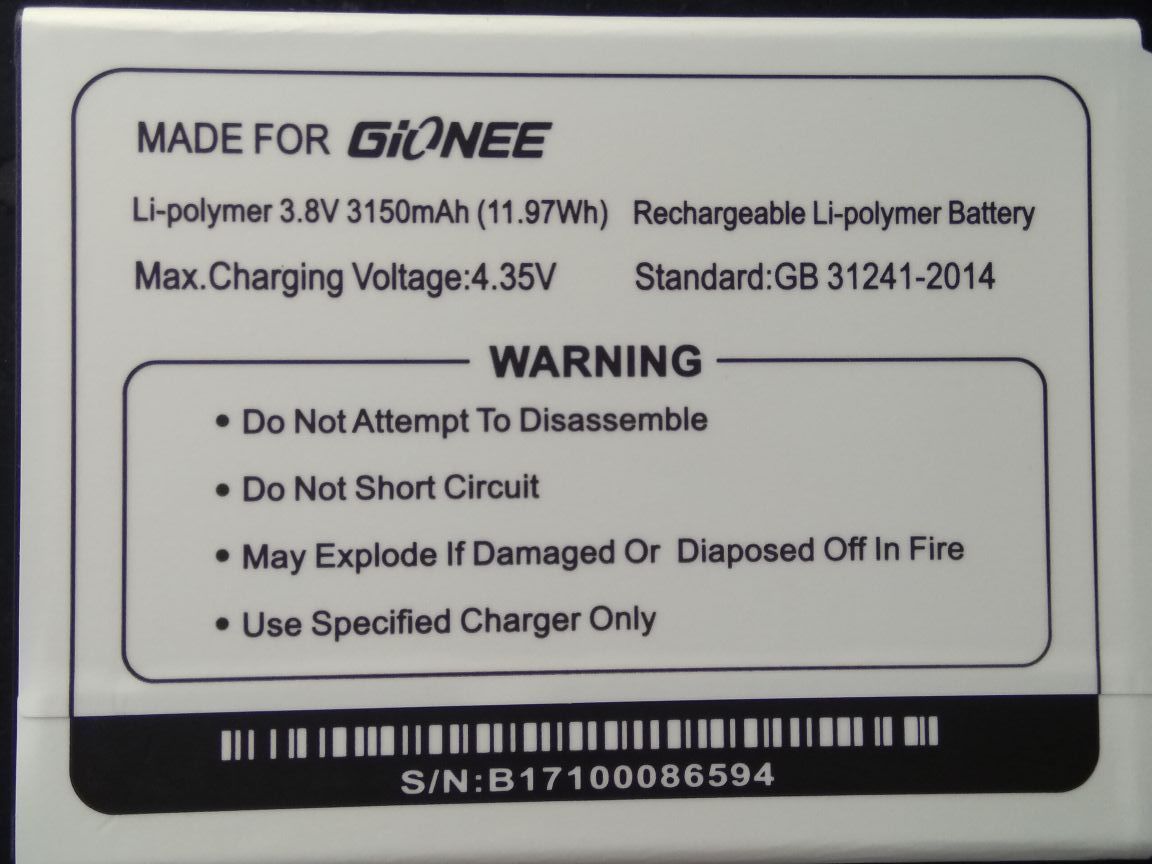 MADE FOR GiONEE
Li-polymer 3.8V 3150mAh (11.97Wh) Rechargeable Li-polymer Battery
Max.Charging Voltage:4.35V Standard:GB 31241-2014
WARNING
• Do Not Attempt To Disassemble
• Do Not Short Circuit
• May Explode If Damaged Or Diaposed Off In Fire
• Use Specified Charger Only
S/N:B17100086594